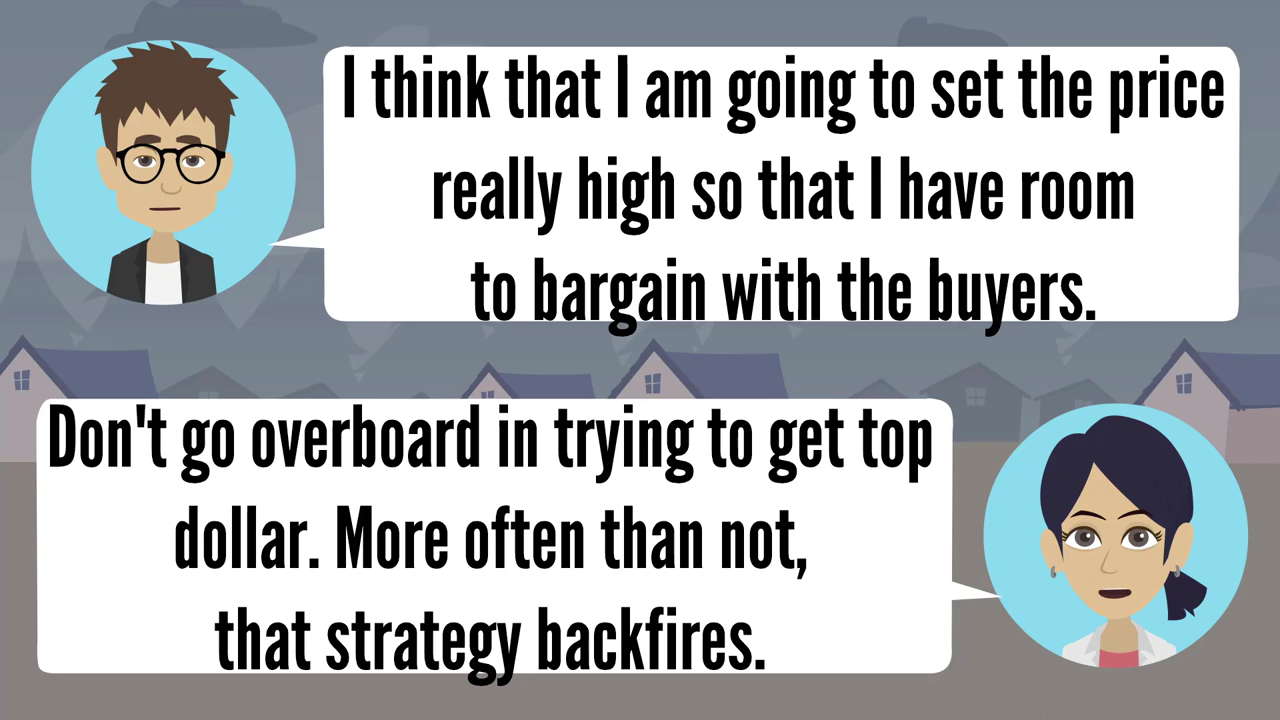 I think that I am going to set the price
really high so that I have room
to bargain with the buyers.
Don't go overboard in trying to get top
dollar. More often than not,
that strategy backfires.